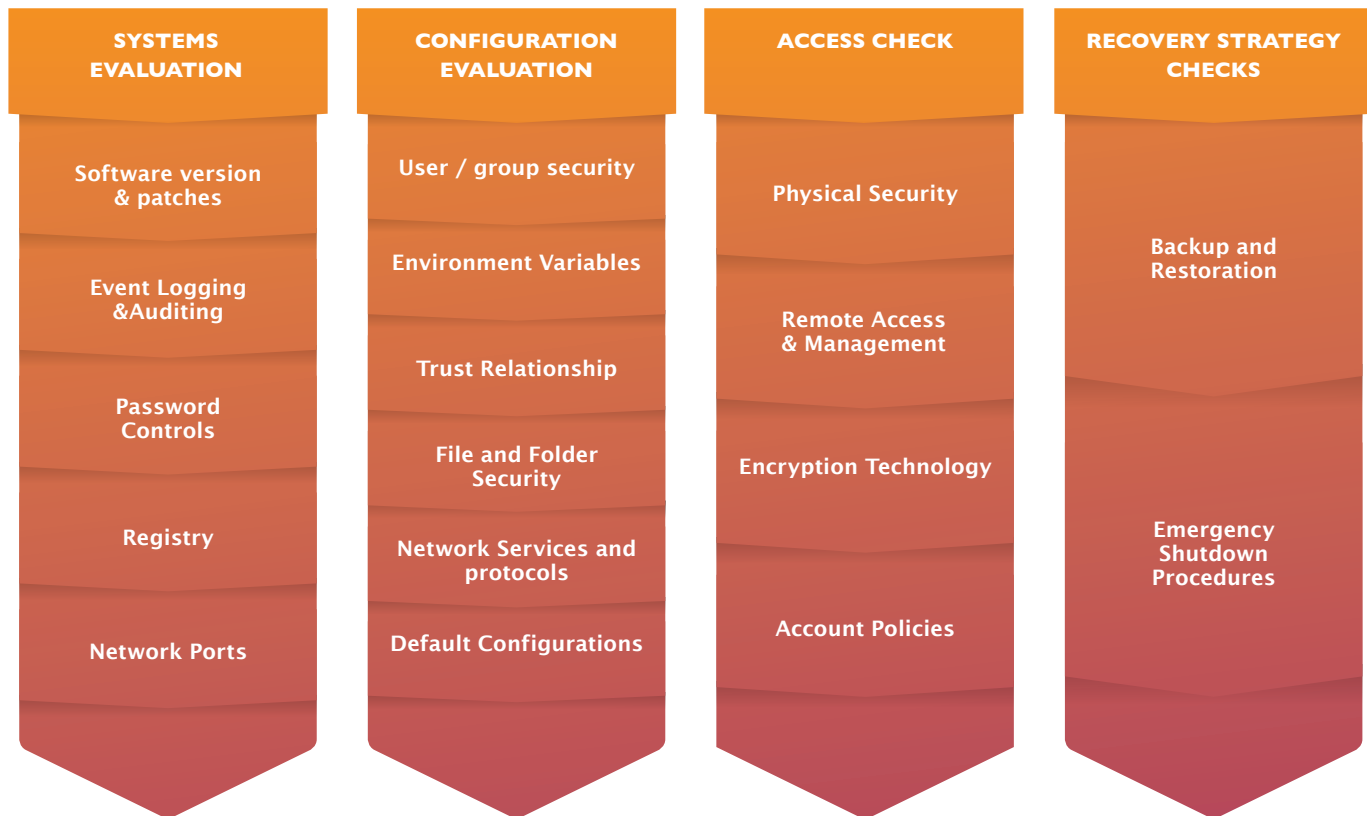 SYSTEMS
EVALUATION
Software version
& patches
Event Logging
&Auditing
Password
Controls
Registry
Network Ports
CONFIGURATION
EVALUATION
User / group security
Environment Variables
Trust Relationship
File and Folder
Security
Network Services and
protocols
Default Configurations
ACCESS CHECK
Physical Security
Remote Access
& Management
Encryption Technology
Account Policies
RECOVERY STRATEGY
CHECKS
Backup and
Restoration
Emergency
Shutdown
Procedures